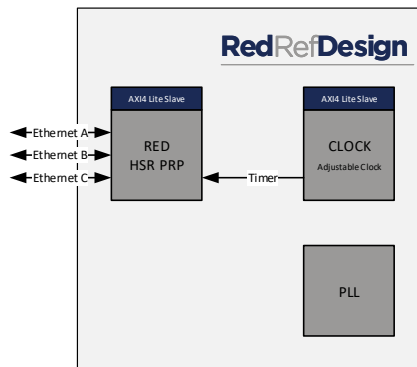 RedRefDesign
AXI4 Lite Slave
AXI4 Lite Slave
Ethernet A
Ethernet B
Ethernet C
RED
HSR PRP
CLOCK
Adjustable Clock
Timer
PLL